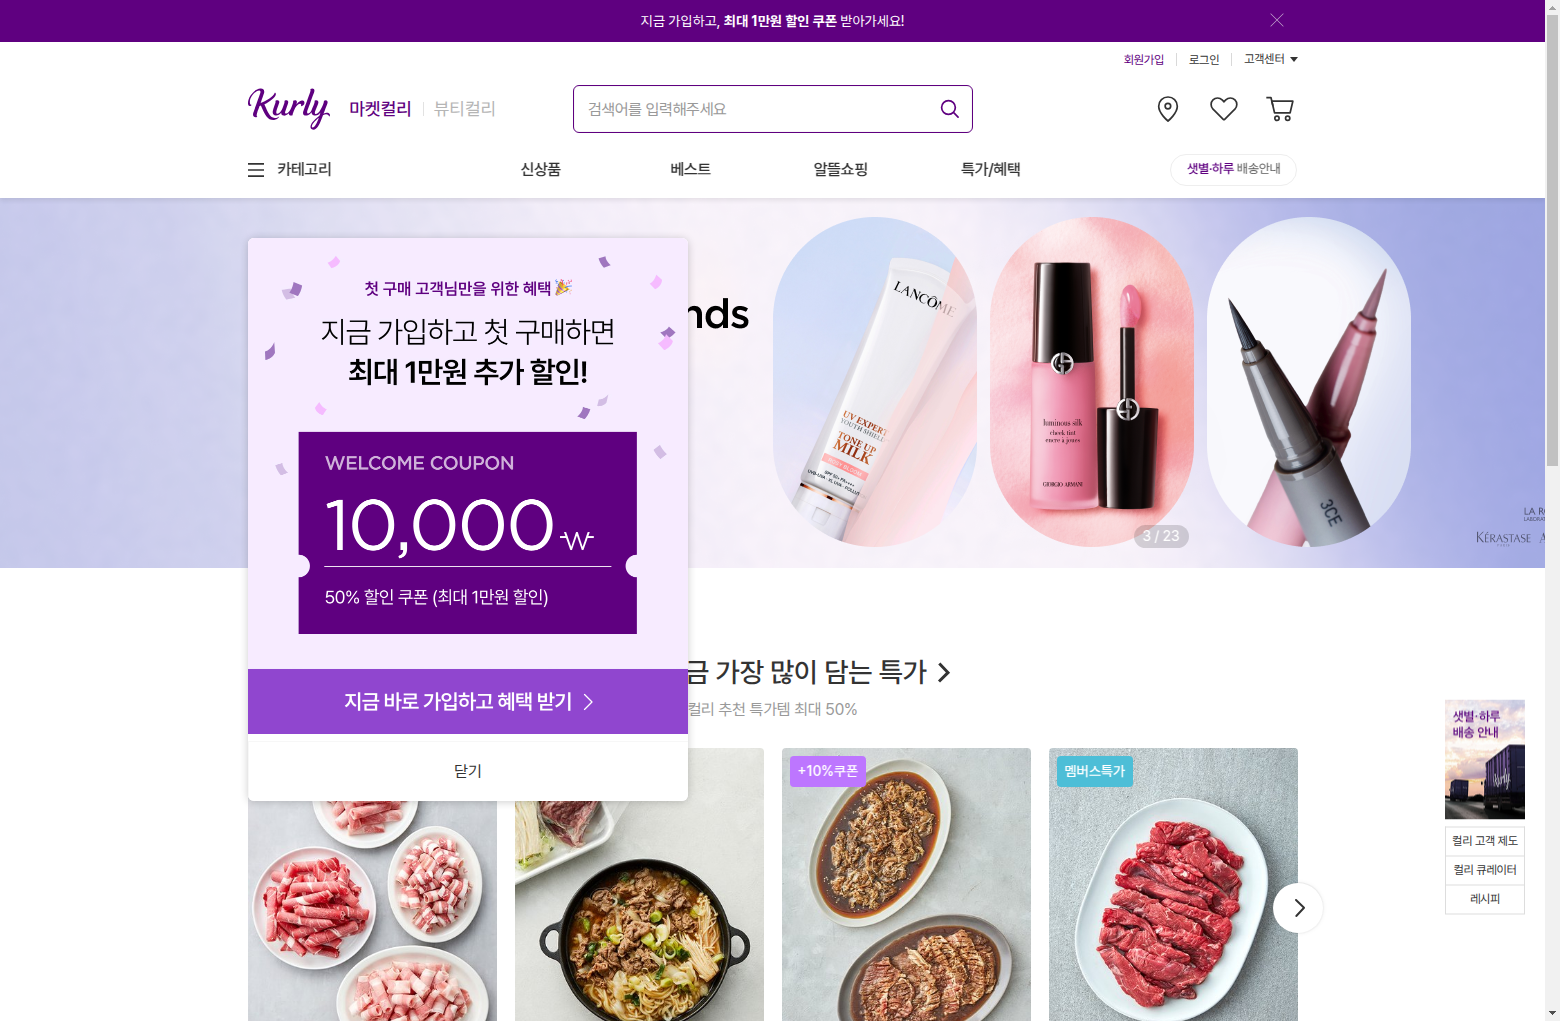 지금 가입하고, 최대 1만원 할인 쿠폰 받아가세요!
회원가입
로그인
고객센터
Kurly
마켓컬리
뷰티컬리
검색어를 입력해주세요
카테고리
신상품
베스트
알뜰쇼핑
특가/혜택
샛별·하루 배송안내
첫 구매 고객님만을 위한 혜택
지금 가입하고 첫 구매하면
최대 1만원 추가 할인!
WELCOME COUPON
10,000₩
50% 할인 쿠폰 (최대 1만원 할인)
지금 바로 가입하고 혜택 받기
닫기
nds
LANCÔME
UV EXPERT
YOUTH SHIELD
TONE UP
MILK
luminous silk
cheek tint
encre à joues
GIORGIO ARMANI
3CE
3 / 23
LA RO
KÉRASTASE
금 가장 많이 담는 특가
컬리 추천 특가템 최대 50%
+10%쿠폰
멤버스특가
샛별·하루
배송 안내
Kurly
컬리 고객 제도
컬리 큐레이터
레시피